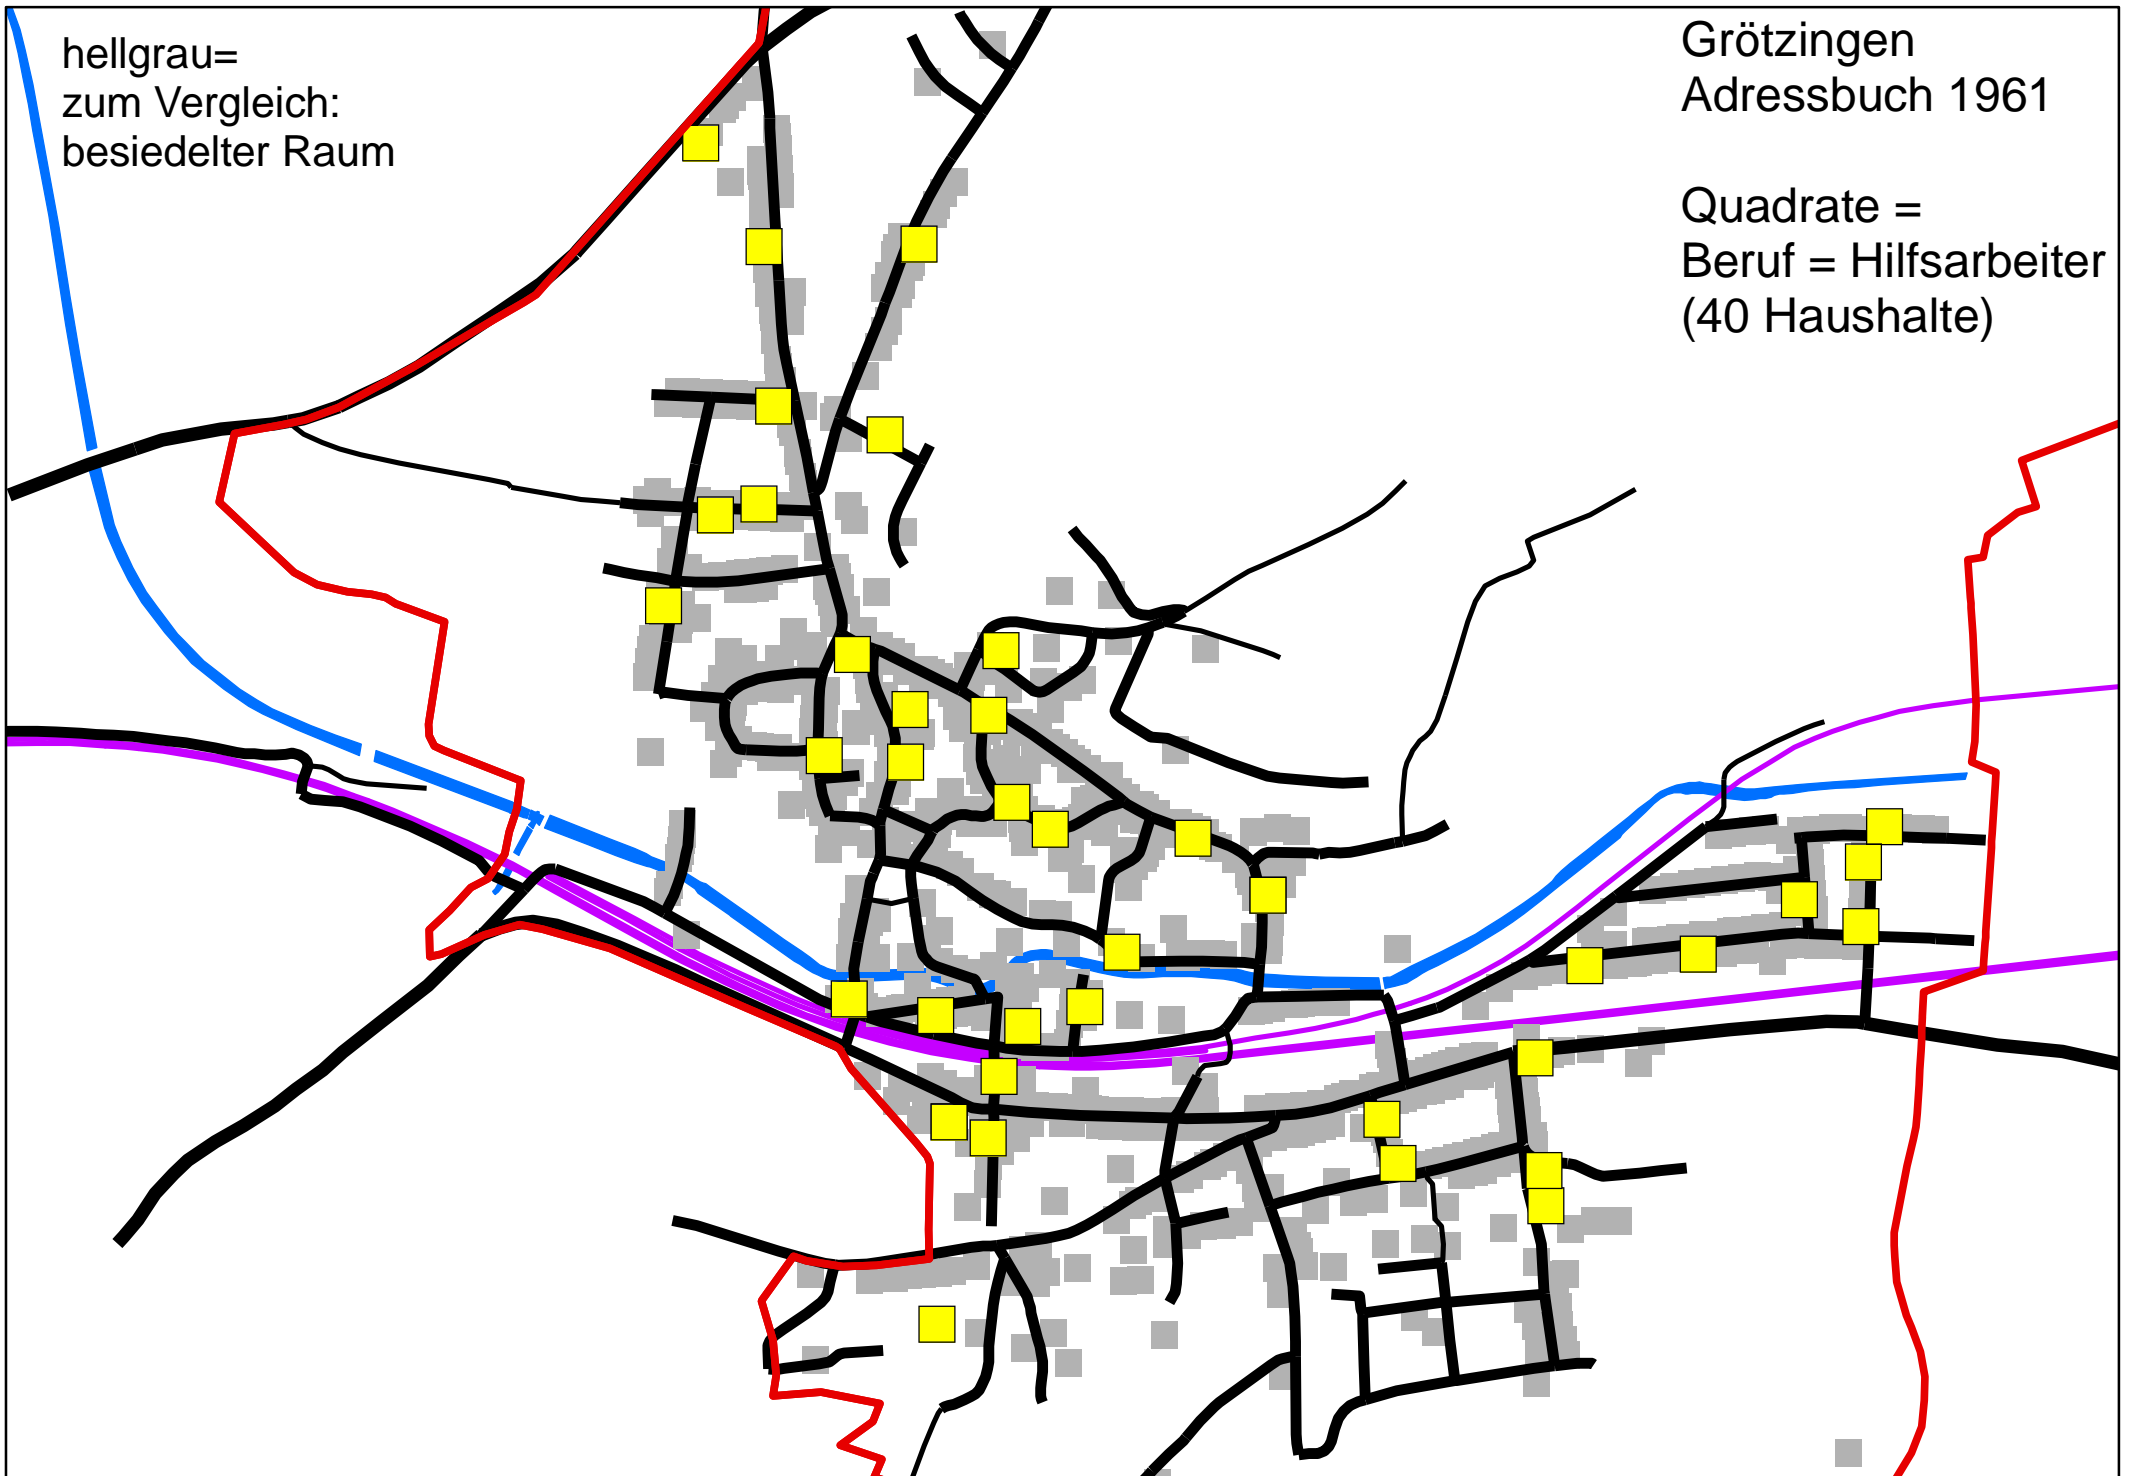 hellgrau=
zum Vergleich:
besiedelter Raum
Grötzingen
Adressbuch 1961
Quadrate =
Beruf = Hilfsarbeiter
(40 Haushalte)